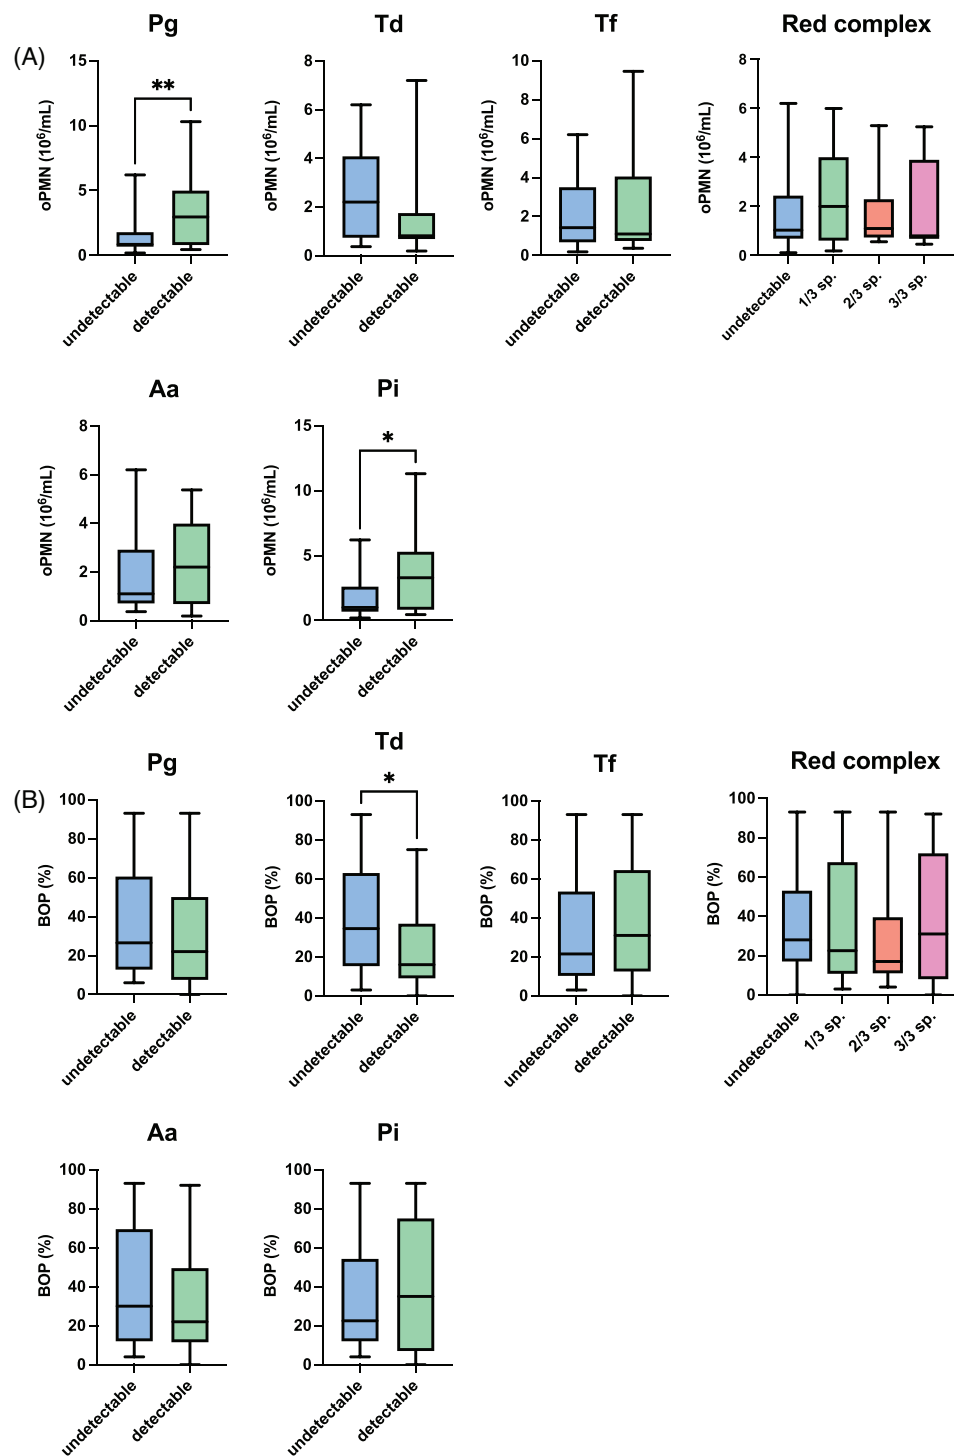 Pg
Td
Tf
Red complex
(A)
oPMN (10⁶/mL)
15
10
5
0
**
undetectable
detectable
oPMN (10⁶/mL)
8
6
4
2
0
undetectable
detectable
oPMN (10⁶/mL)
10
8
6
4
2
0
undetectable
detectable
oPMN (10⁶/mL)
8
6
4
2
0
undetectable
1/3 sp.
2/3 sp.
3/3 sp.
Aa
Pi
oPMN (10⁶/mL)
8
6
4
2
0
undetectable
detectable
oPMN (10⁶/mL)
15
10
5
0
*
undetectable
detectable
Pg
Td
Tf
Red complex
(B)
BOP (%)
100
80
60
40
20
0
undetectable
detectable
BOP (%)
100
80
60
40
20
0
*
undetectable
detectable
BOP (%)
100
80
60
40
20
0
undetectable
detectable
BOP (%)
100
80
60
40
20
0
undetectable
1/3 sp.
2/3 sp.
3/3 sp.
Aa
Pi
BOP (%)
100
80
60
40
20
0
undetectable
detectable
BOP (%)
100
80
60
40
20
0
undetectable
detectable